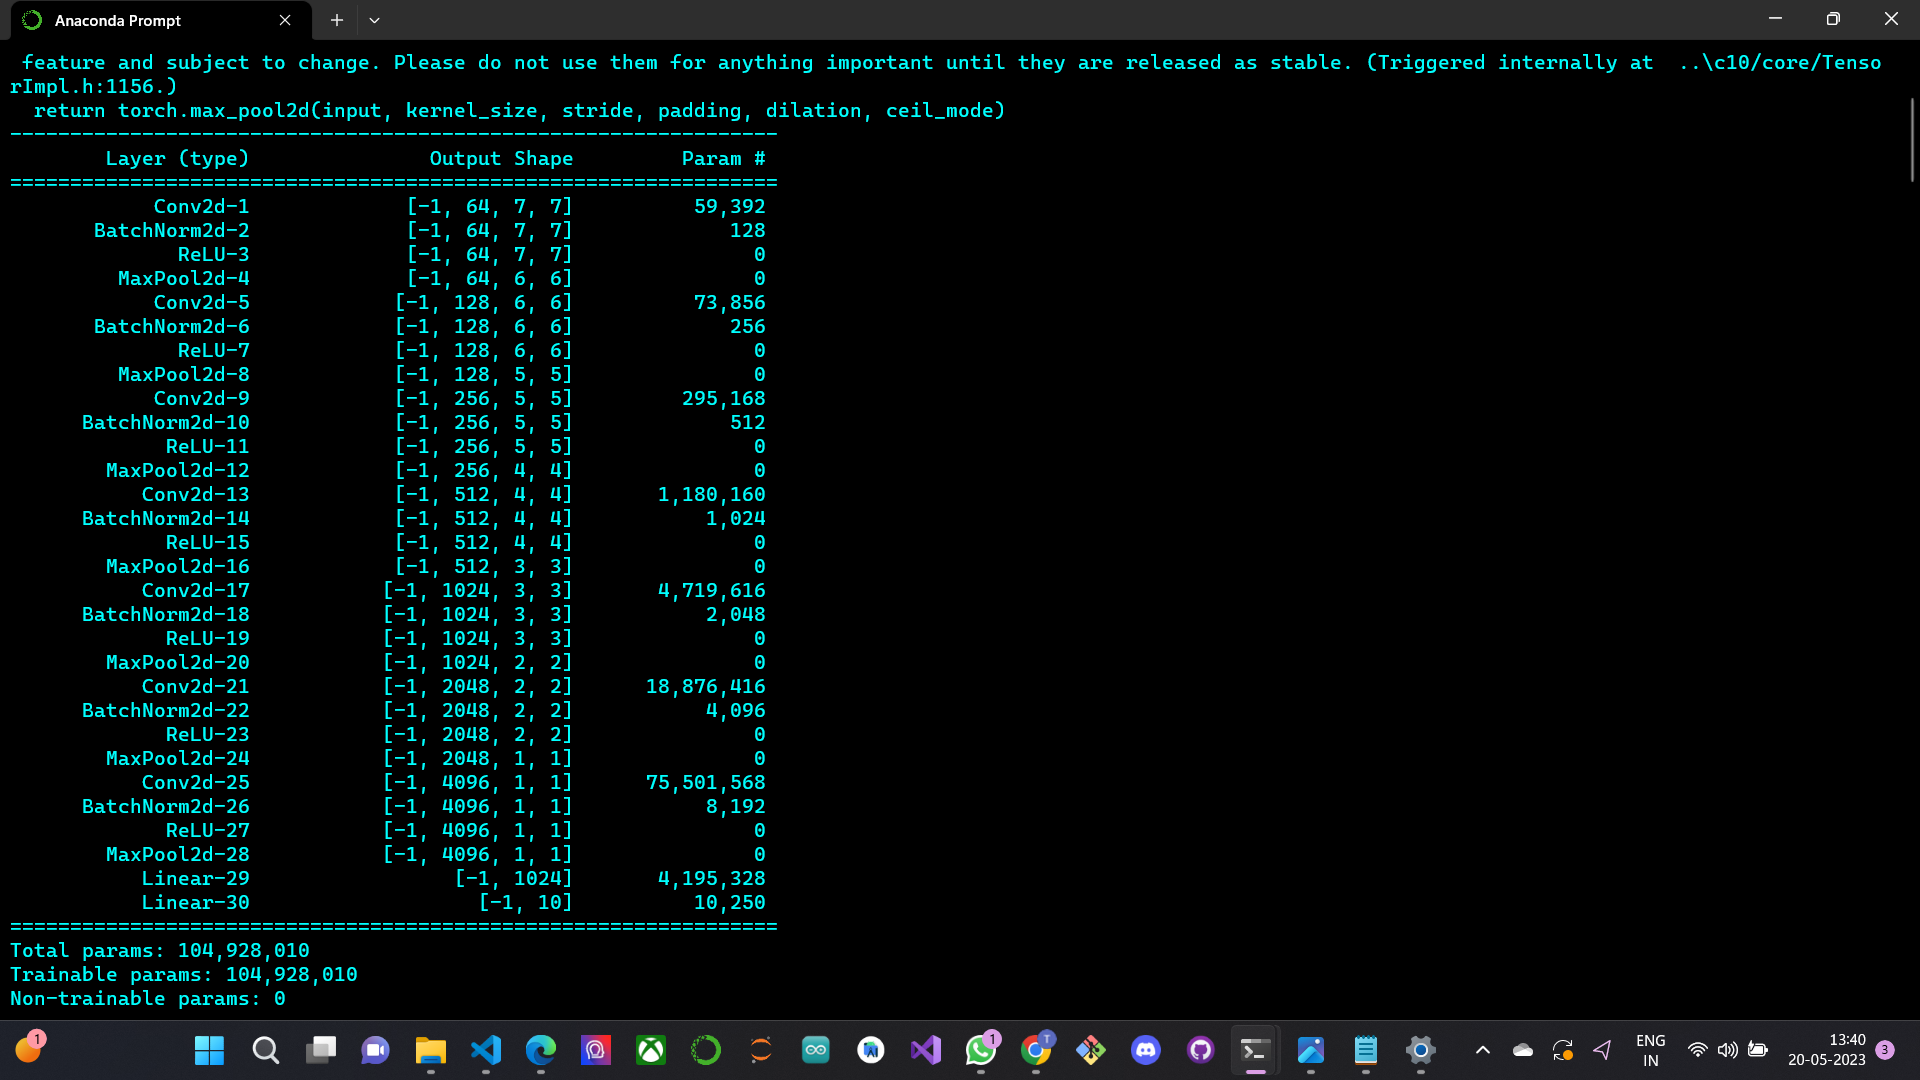 Anaconda Prompt
feature and subject to change. Please do not use them for anything important until they are released as stable. (Triggered internally at  ..\c10/core/Tenso
rImpl.h:1156.)
return torch.max_pool2d(input, kernel_size, stride, padding, dilation, ceil_mode)
----------------------------------------------------------------
Layer (type) Output Shape Param #
================================================================
Conv2d-1 [-1, 64, 7, 7] 59,392
BatchNorm2d-2 [-1, 64, 7, 7] 128
ReLU-3 [-1, 64, 7, 7] 0
MaxPool2d-4 [-1, 64, 6, 6] 0
Conv2d-5 [-1, 128, 6, 6] 73,856
BatchNorm2d-6 [-1, 128, 6, 6] 256
ReLU-7 [-1, 128, 6, 6] 0
MaxPool2d-8 [-1, 128, 5, 5] 0
Conv2d-9 [-1, 256, 5, 5] 295,168
BatchNorm2d-10 [-1, 256, 5, 5] 512
ReLU-11 [-1, 256, 5, 5] 0
MaxPool2d-12 [-1, 256, 4, 4] 0
Conv2d-13 [-1, 512, 4, 4] 1,180,160
BatchNorm2d-14 [-1, 512, 4, 4] 1,024
ReLU-15 [-1, 512, 4, 4] 0
MaxPool2d-16 [-1, 512, 3, 3] 0
Conv2d-17 [-1, 1024, 3, 3] 4,719,616
BatchNorm2d-18 [-1, 1024, 3, 3] 2,048
ReLU-19 [-1, 1024, 3, 3] 0
MaxPool2d-20 [-1, 1024, 2, 2] 0
Conv2d-21 [-1, 2048, 2, 2] 18,876,416
BatchNorm2d-22 [-1, 2048, 2, 2] 4,096
ReLU-23 [-1, 2048, 2, 2] 0
MaxPool2d-24 [-1, 2048, 1, 1] 0
Conv2d-25 [-1, 4096, 1, 1] 75,501,568
BatchNorm2d-26 [-1, 4096, 1, 1] 8,192
ReLU-27 [-1, 4096, 1, 1] 0
MaxPool2d-28 [-1, 4096, 1, 1] 0
Linear-29 [-1, 1024] 4,195,328
Linear-30 [-1, 10] 10,250
================================================================
Total params: 104,928,010
Trainable params: 104,928,010
Non-trainable params: 0
1
1
T
ENG
IN
13:40
20-05-2023
3